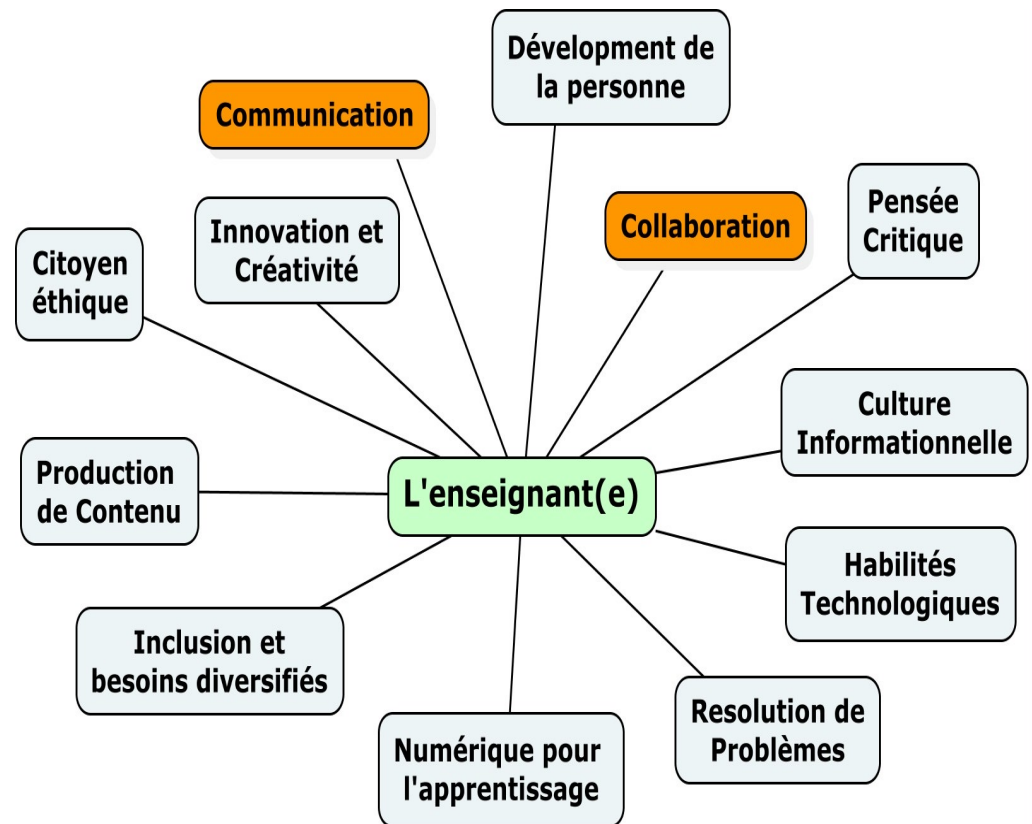 Dévelopment de
la personne
Communication
Pensée
Critique
Collaboration
Innovation et
Créativité
Citoyen
éthique
Culture
Informationnelle
Production
de Contenu
L'enseignant(e)
Habilités
Technologiques
Inclusion et
besoins diversifiés
Resolution de
Problèmes
Numérique pour
l'apprentissage